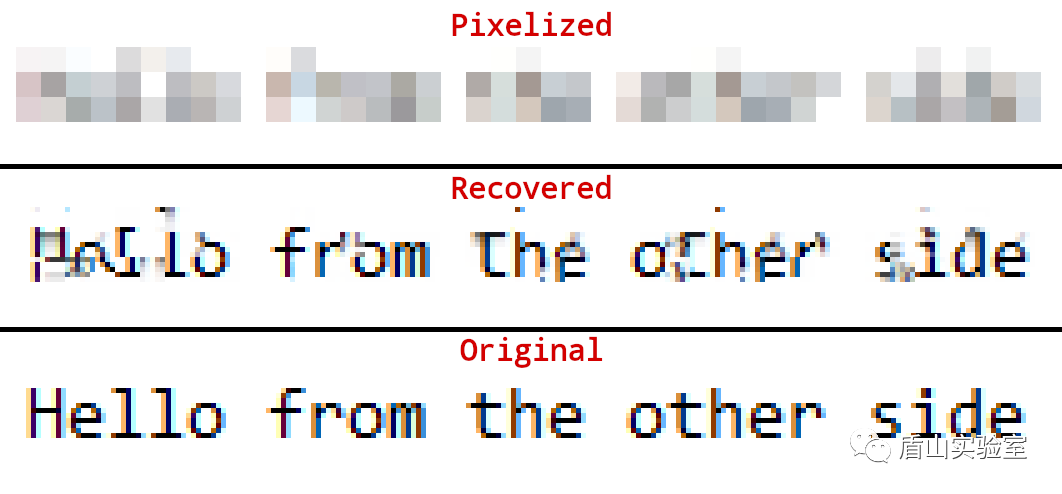 Pixelized
Recovered
Hello from the other side
Original
Hello from the other side
盾山实验室